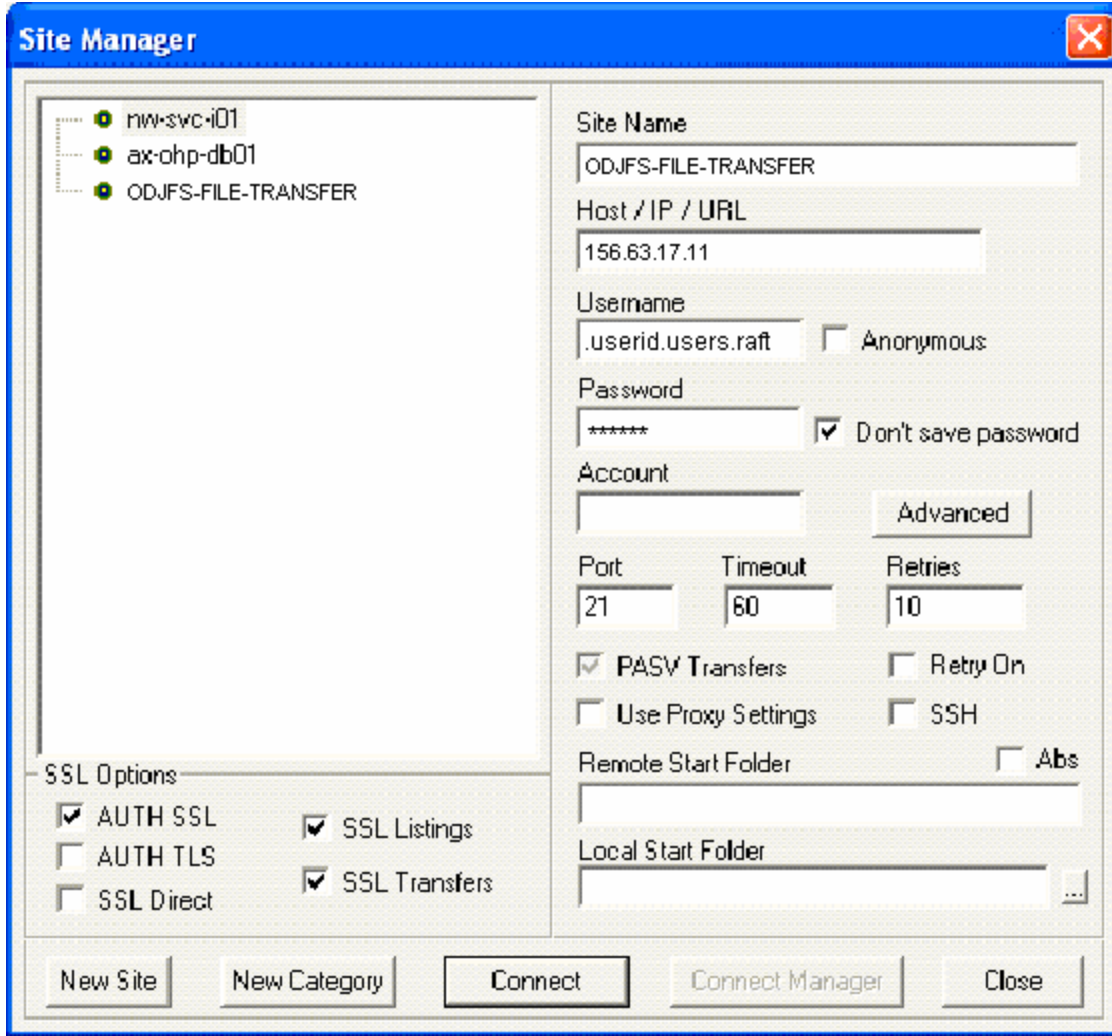 Site Manager
nw-svc-i01
ax-ohp-db01
ODJFS-FILE-TRANSFER
SSL Options
AUTH SSL
SSL Listings
AUTH TLS
SSL Transfers
SSL Direct
Site Name
ODJFS-FILE-TRANSFER
Host / IP / URL
156.63.17.11
Username
.userid.users.raft Anonymous
Password
****** Don't save password
Account
Advanced
Port Timeout Retries
21 60 10
PASV Transfers Retry On
Use Proxy Settings SSH
Remote Start Folder Abs
Local Start Folder
...
New Site New Category Connect Connect Manager Close